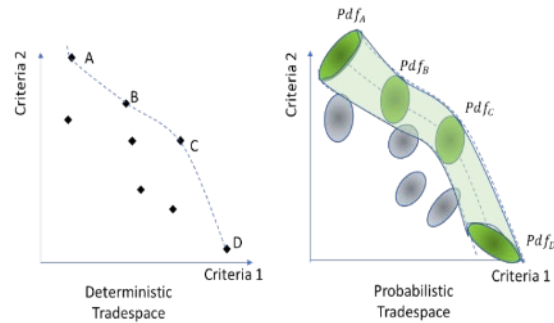 Criteria 2
A
B
C
D
Criteria 1
Deterministic
Tradespace
Criteria 2
Pdf_A
Pdf_B
Pdf_C
Pdf_D
Criteria 1
Probabilistic
Tradespace